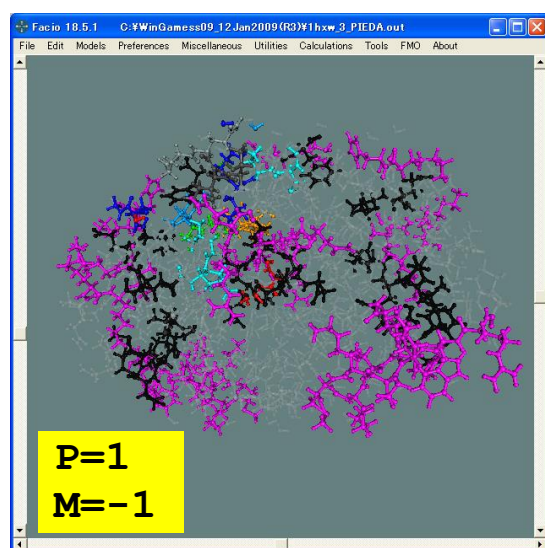 Facio 18.5.1 C:¥WinGamess09_12Jan2009(R3)¥1hxw_3_PIEDA.out
File Edit Models Preferences Miscellaneous Utilities Calculations Tools FMO About
P=1
M=-1